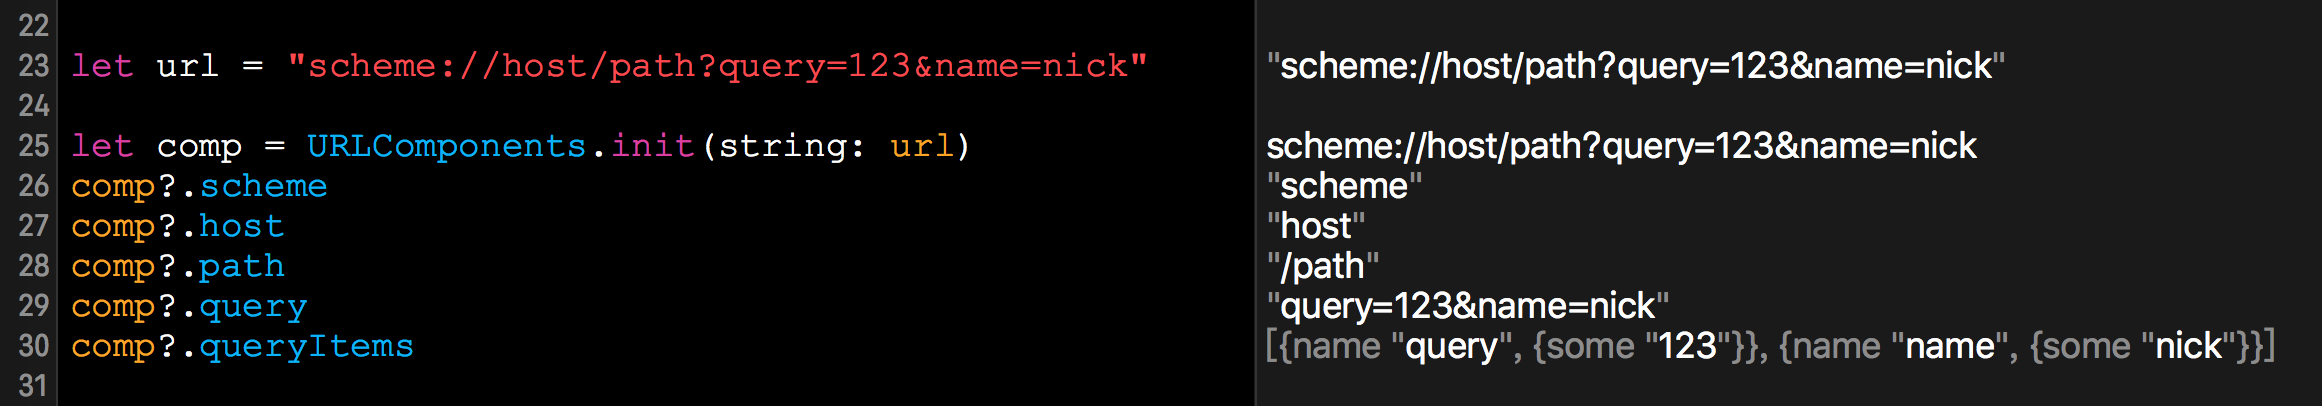 22
23 let url = "scheme://host/path?query=123&name=nick" "scheme://host/path?query=123&name=nick"
24
25 let comp = URLComponents.init(string: url) scheme://host/path?query=123&name=nick
26 comp?.scheme "scheme"
27 comp?.host "host"
28 comp?.path "/path"
29 comp?.query "query=123&name=nick"
30 comp?.queryItems [{name "query", {some "123"}}, {name "name", {some "nick"}}]
31